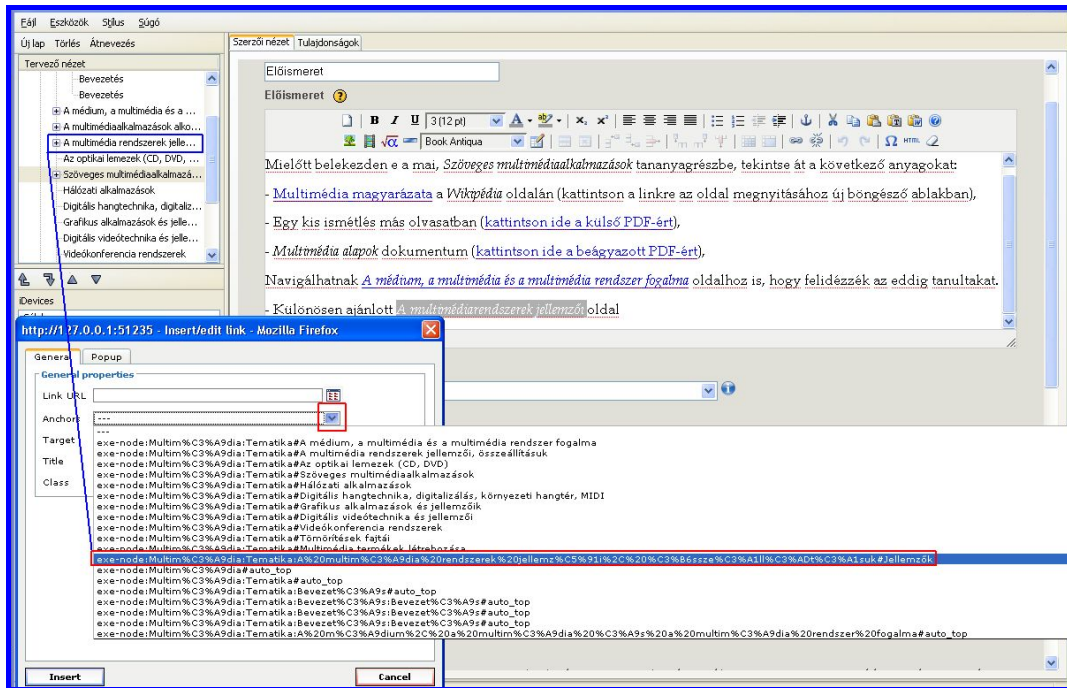 Fájl Eszközök Stílus Súgó
Új lap Törlés Átnevezés
Tervező nézet
Bevezetés
Bevezetés
A médium, a multimédia és a ...
A multimédiaalkalmazások alko...
A multimédia rendszerek jelle...
Az optikai lemezek (CD, DVD, ...
Szöveges multimédiaalkalmazá...
Hálózati alkalmazások
Digitális hangtechnika, digitaliz...
Grafikus alkalmazások és jelle...
Digitális videótechnika és jelle...
Videókonferencia rendszerek
iDevices
Szerzői nézet Tulajdonságok
Előismeret
Előismeret
B I U 3 (12 pt) A ab x₂ x² HTML
√α Book Antiqua Ω HTML
Mielőtt belekezden e a mai, Szöveges multimédiaalkalmazások tananyagrészbe, tekintse át a következő anyagokat:
- Multimédia magyarázata a Wikipédia oldalán (kattintson a linkre az oldal megnyitásához új böngésző ablakban),
- Egy kis ismétlés más olvasatban (kattintson ide a külső PDF-ért),
- Multimédia alapok dokumentum (kattintson ide a beágyazott PDF-ért),
Navigálhatnak A médium, a multimédia és a multimédia rendszer fogalma oldalhoz is, hogy felidézzék az eddig tanultakat.
- Különösen ajánlott A multimédiarendszerek jellemzői oldal
http://127.0.0.1:51235 - Insert/edit link - Mozilla Firefox
General Popup
General properties
Link URL
Anchors ---
Target
Title
Class
---
exe-node:Multim%C3%A9dia:Tematika#A médium, a multimédia és a multimédia rendszer fogalma
exe-node:Multim%C3%A9dia:Tematika#A multimédia rendszerek jellemzői, összeállításuk
exe-node:Multim%C3%A9dia:Tematika#Az optikai lemezek (CD, DVD)
exe-node:Multim%C3%A9dia:Tematika#Szöveges multimédiaalkalmazások
exe-node:Multim%C3%A9dia:Tematika#Hálózati alkalmazások
exe-node:Multim%C3%A9dia:Tematika#Digitális hangtechnika, digitalizálás, környezeti hangtér, MIDI
exe-node:Multim%C3%A9dia:Tematika#Grafikus alkalmazások és jellemzőik
exe-node:Multim%C3%A9dia:Tematika#Digitális videótechnika és jellemzői
exe-node:Multim%C3%A9dia:Tematika#Videókonferencia rendszerek
exe-node:Multim%C3%A9dia:Tematika#Tömörítések fajtái
exe-node:Multim%C3%A9dia:Tematika#Multimédia termékek létrehozása
exe-node:Multim%C3%A9dia:Tematika:A%20multim%C3%A9dia%20rendszerek%20jellemz%C5%91i%2C%20%C3%B6ssze%C3%A1ll%C3%ADt%C3%A1suk#Jellemzők
exe-node:Multim%C3%A9dia#auto_top
exe-node:Multim%C3%A9dia:Tematika#auto_top
exe-node:Multim%C3%A9dia:Tematika:Bevezet%C3%A9s#auto_top
exe-node:Multim%C3%A9dia:Tematika:Bevezet%C3%A9s:Bevezet%C3%A9s#auto_top
exe-node:Multim%C3%A9dia:Tematika:Bevezet%C3%A9s:Bevezet%C3%A9s#auto_top
exe-node:Multim%C3%A9dia:Tematika:Bevezet%C3%A9s:Bevezet%C3%A9s#auto_top
exe-node:Multim%C3%A9dia:Tematika:A%20m%C3%A9dium%2C%20a%20multim%C3%A9dia%20%C3%A9s%20a%20multim%C3%A9dia%20rendszer%20fogalma#auto_top
Insert Cancel